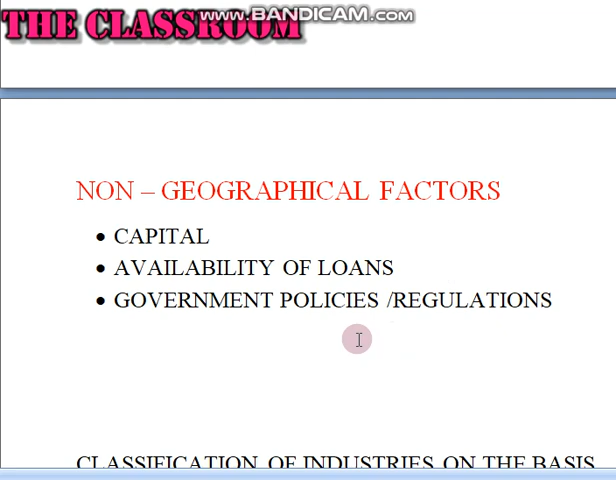 THE CLASSROOM
www.BANDICAM.com
NON – GEOGRAPHICAL FACTORS
• CAPITAL
• AVAILABILITY OF LOANS
• GOVERNMENT POLICIES /REGULATIONS
CLASSIFICATION OF INDUSTRIES ON THE BASIS